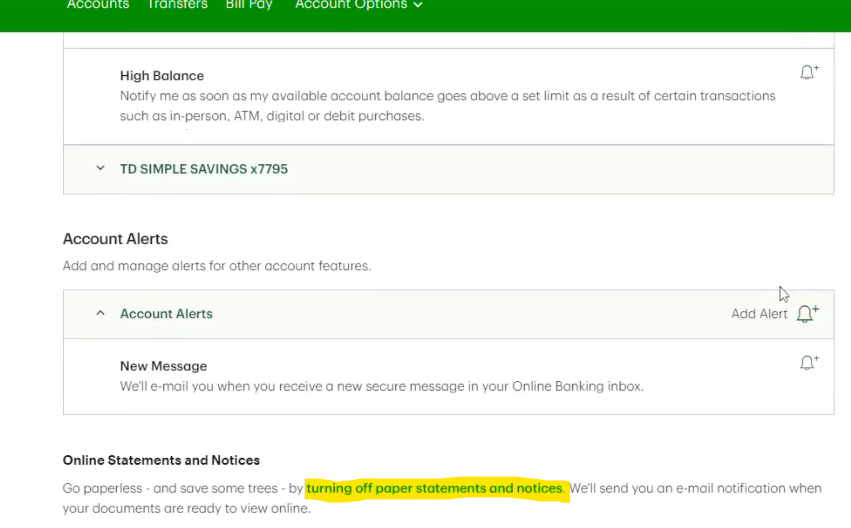 Accounts Transfers Bill Pay Account Options
High Balance
Notify me as soon as my available account balance goes above a set limit as a result of certain transactions
such as in-person, ATM, digital or debit purchases.
TD SIMPLE SAVINGS x7795
Account Alerts
Add and manage alerts for other account features.
Account Alerts Add Alert
New Message
We'll e-mail you when you receive a new secure message in your Online Banking inbox.
Online Statements and Notices
Go paperless - and save some trees - by turning off paper statements and notices. We'll send you an e-mail notification when
your documents are ready to view online.